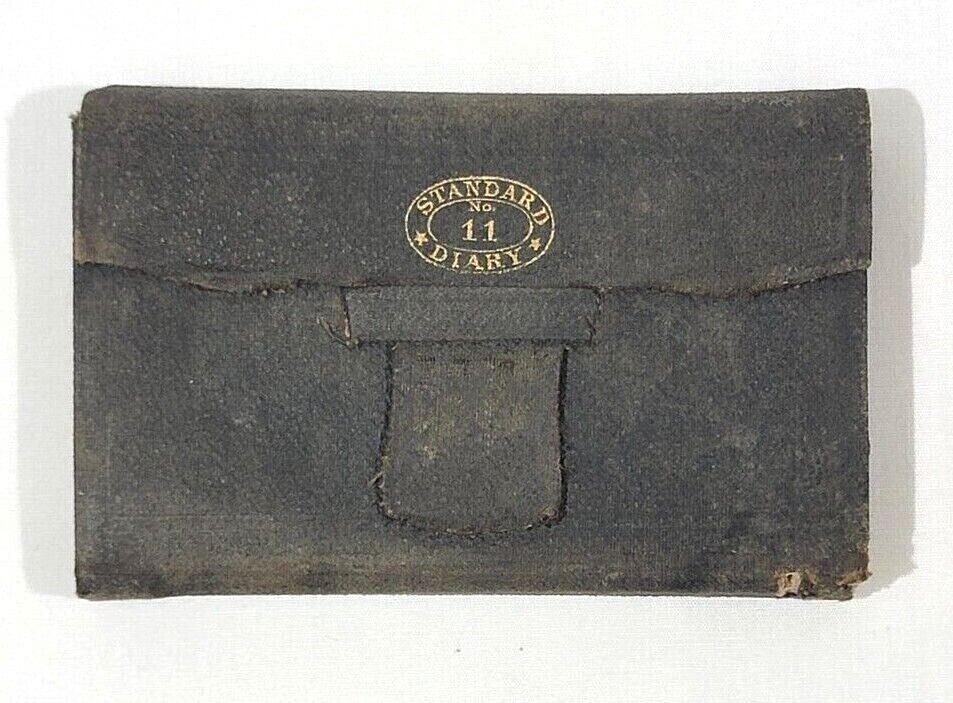 STANDARD
No.
11
★ DIARY ★